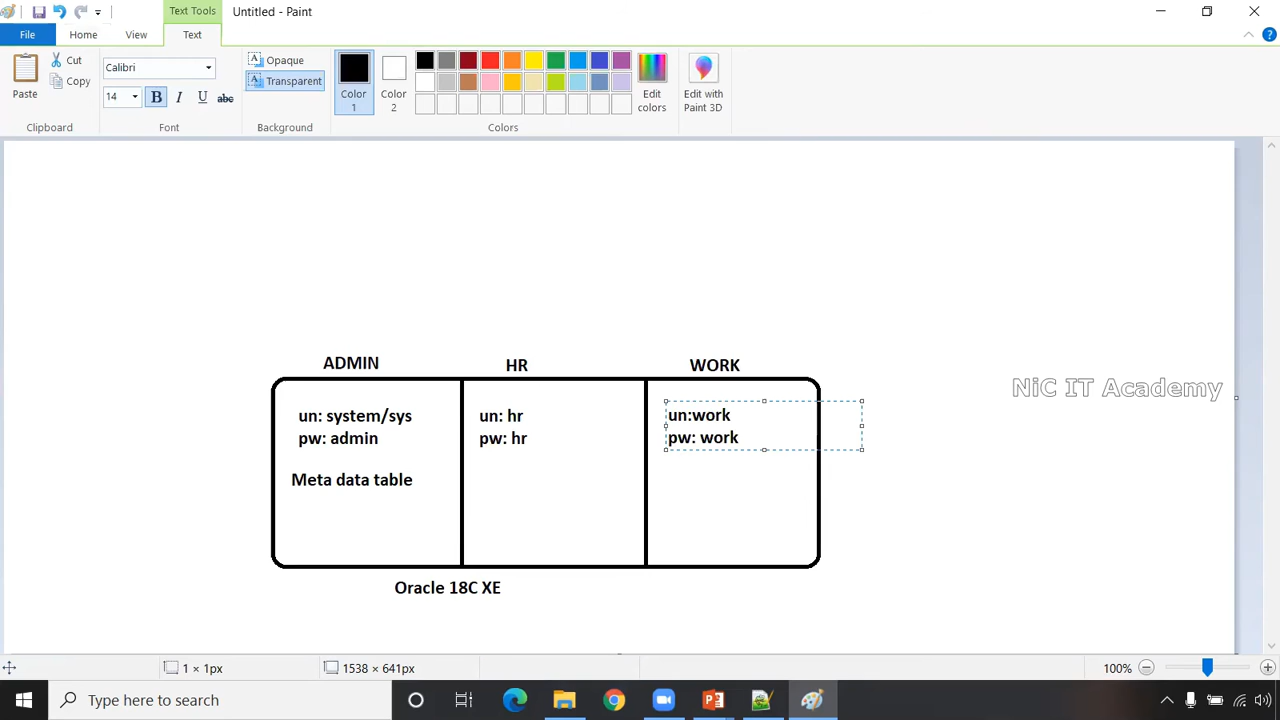 Text Tools
Untitled - Paint
File
Home
View
Text
Paste
Cut
Copy
Clipboard
Calibri
14
B I U abc
Font
Opaque
Transparent
Background
Color 1
Color 2
Colors
Edit colors
Edit with Paint 3D
NiC IT Academy
ADMIN
HR
WORK
un: system/sys
pw: admin
Meta data table
un: hr
pw: hr
un:work
pw: work
Oracle 18C XE
1 × 1px
1538 × 641px
100%
Type here to search